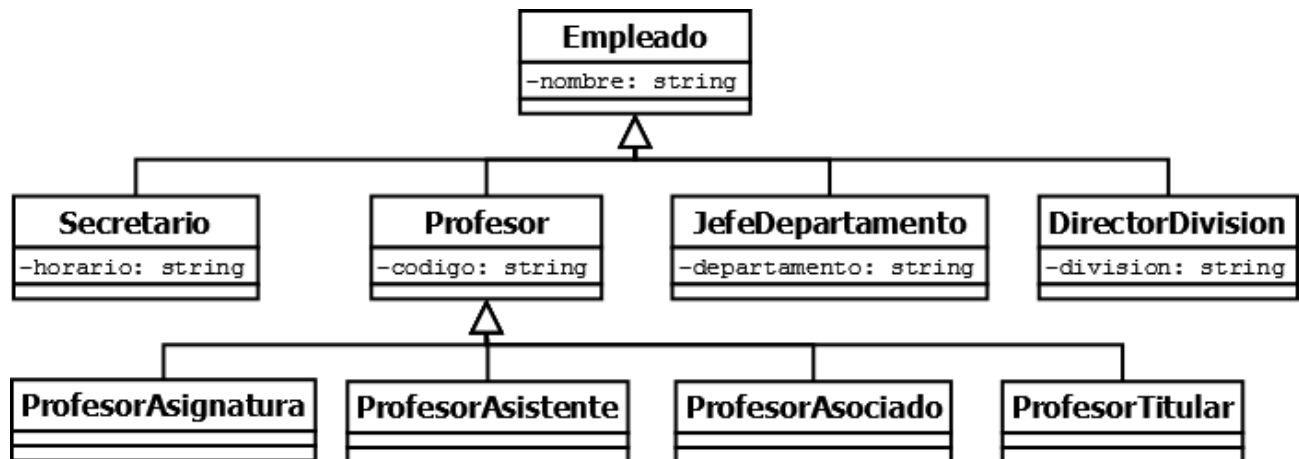 Empleado
-nombre: string
Secretario
-horario: string
Profesor
-codigo: string
JefeDepartamento
-departamento: string
DirectorDivision
-division: string
ProfesorAsignatura
ProfesorAsistente
ProfesorAsociado
ProfesorTitular